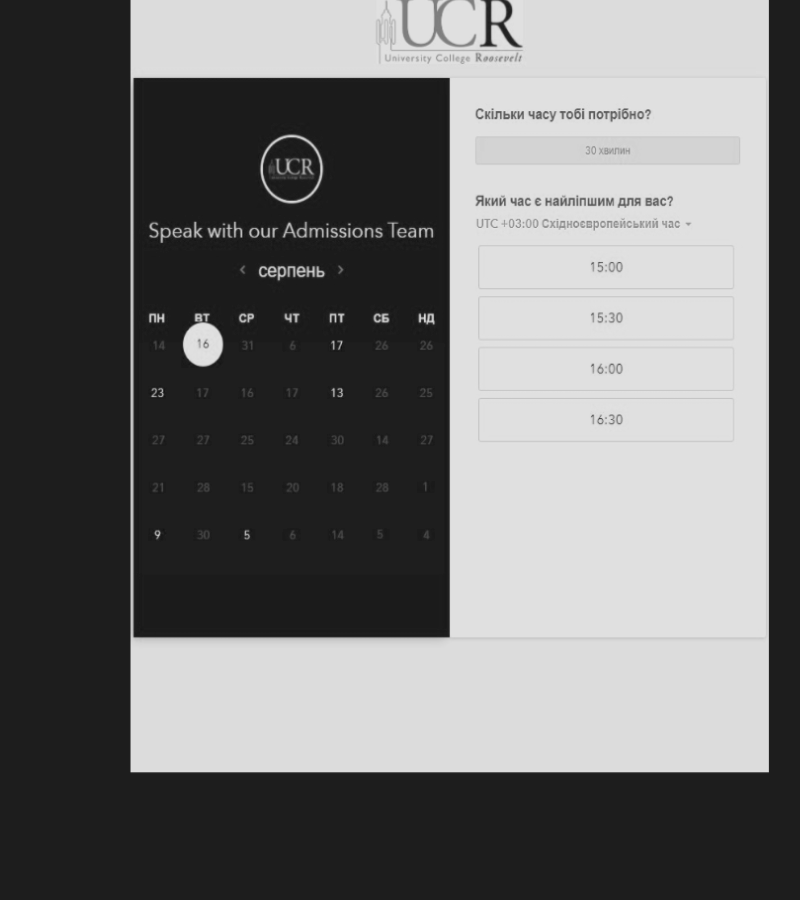 UCR
University College Roosevelt
UCR
Speak with our Admissions Team
< серпень >
ПН ВТ СР ЧТ ПТ СБ НД
14 16 31 6 17 26 26
23 17 16 17 13 26 25
27 27 25 24 30 14 27
21 28 15 20 18 28 1
9 30 5 6 14 5 4
Скільки часу тобі потрібно?
30 хвилин
Який час є найліпшим для вас?
UTC +03:00 Східноєвропейський час
15:00
15:30
16:00
16:30